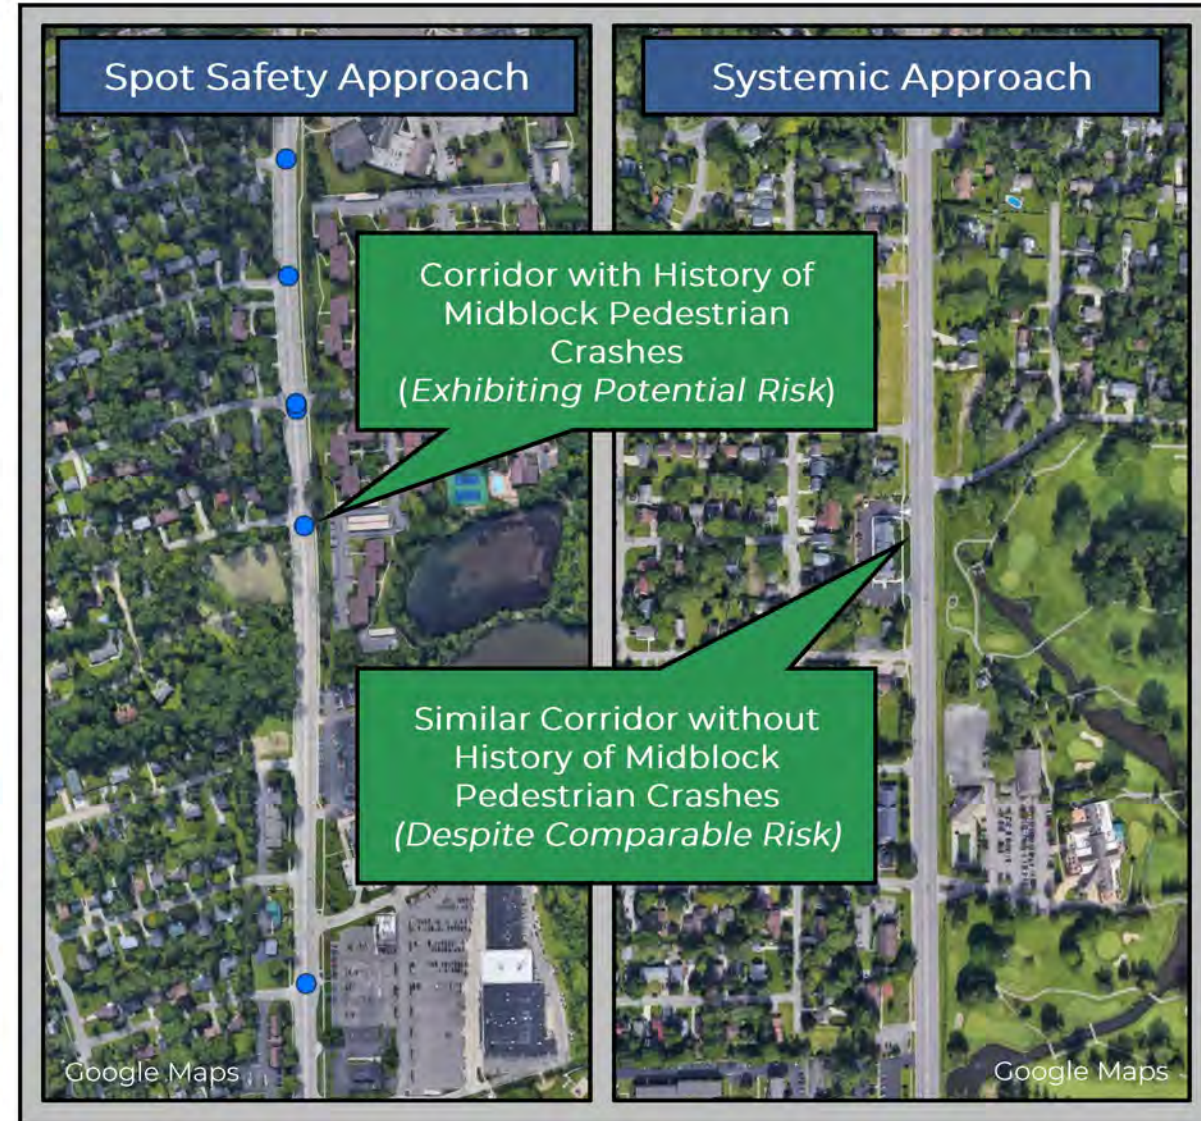 Spot Safety Approach
Systemic Approach
Corridor with History of
Midblock Pedestrian
Crashes
(Exhibiting Potential Risk)
Similar Corridor without
History of Midblock
Pedestrian Crashes
(Despite Comparable Risk)
Google Maps
Google Maps